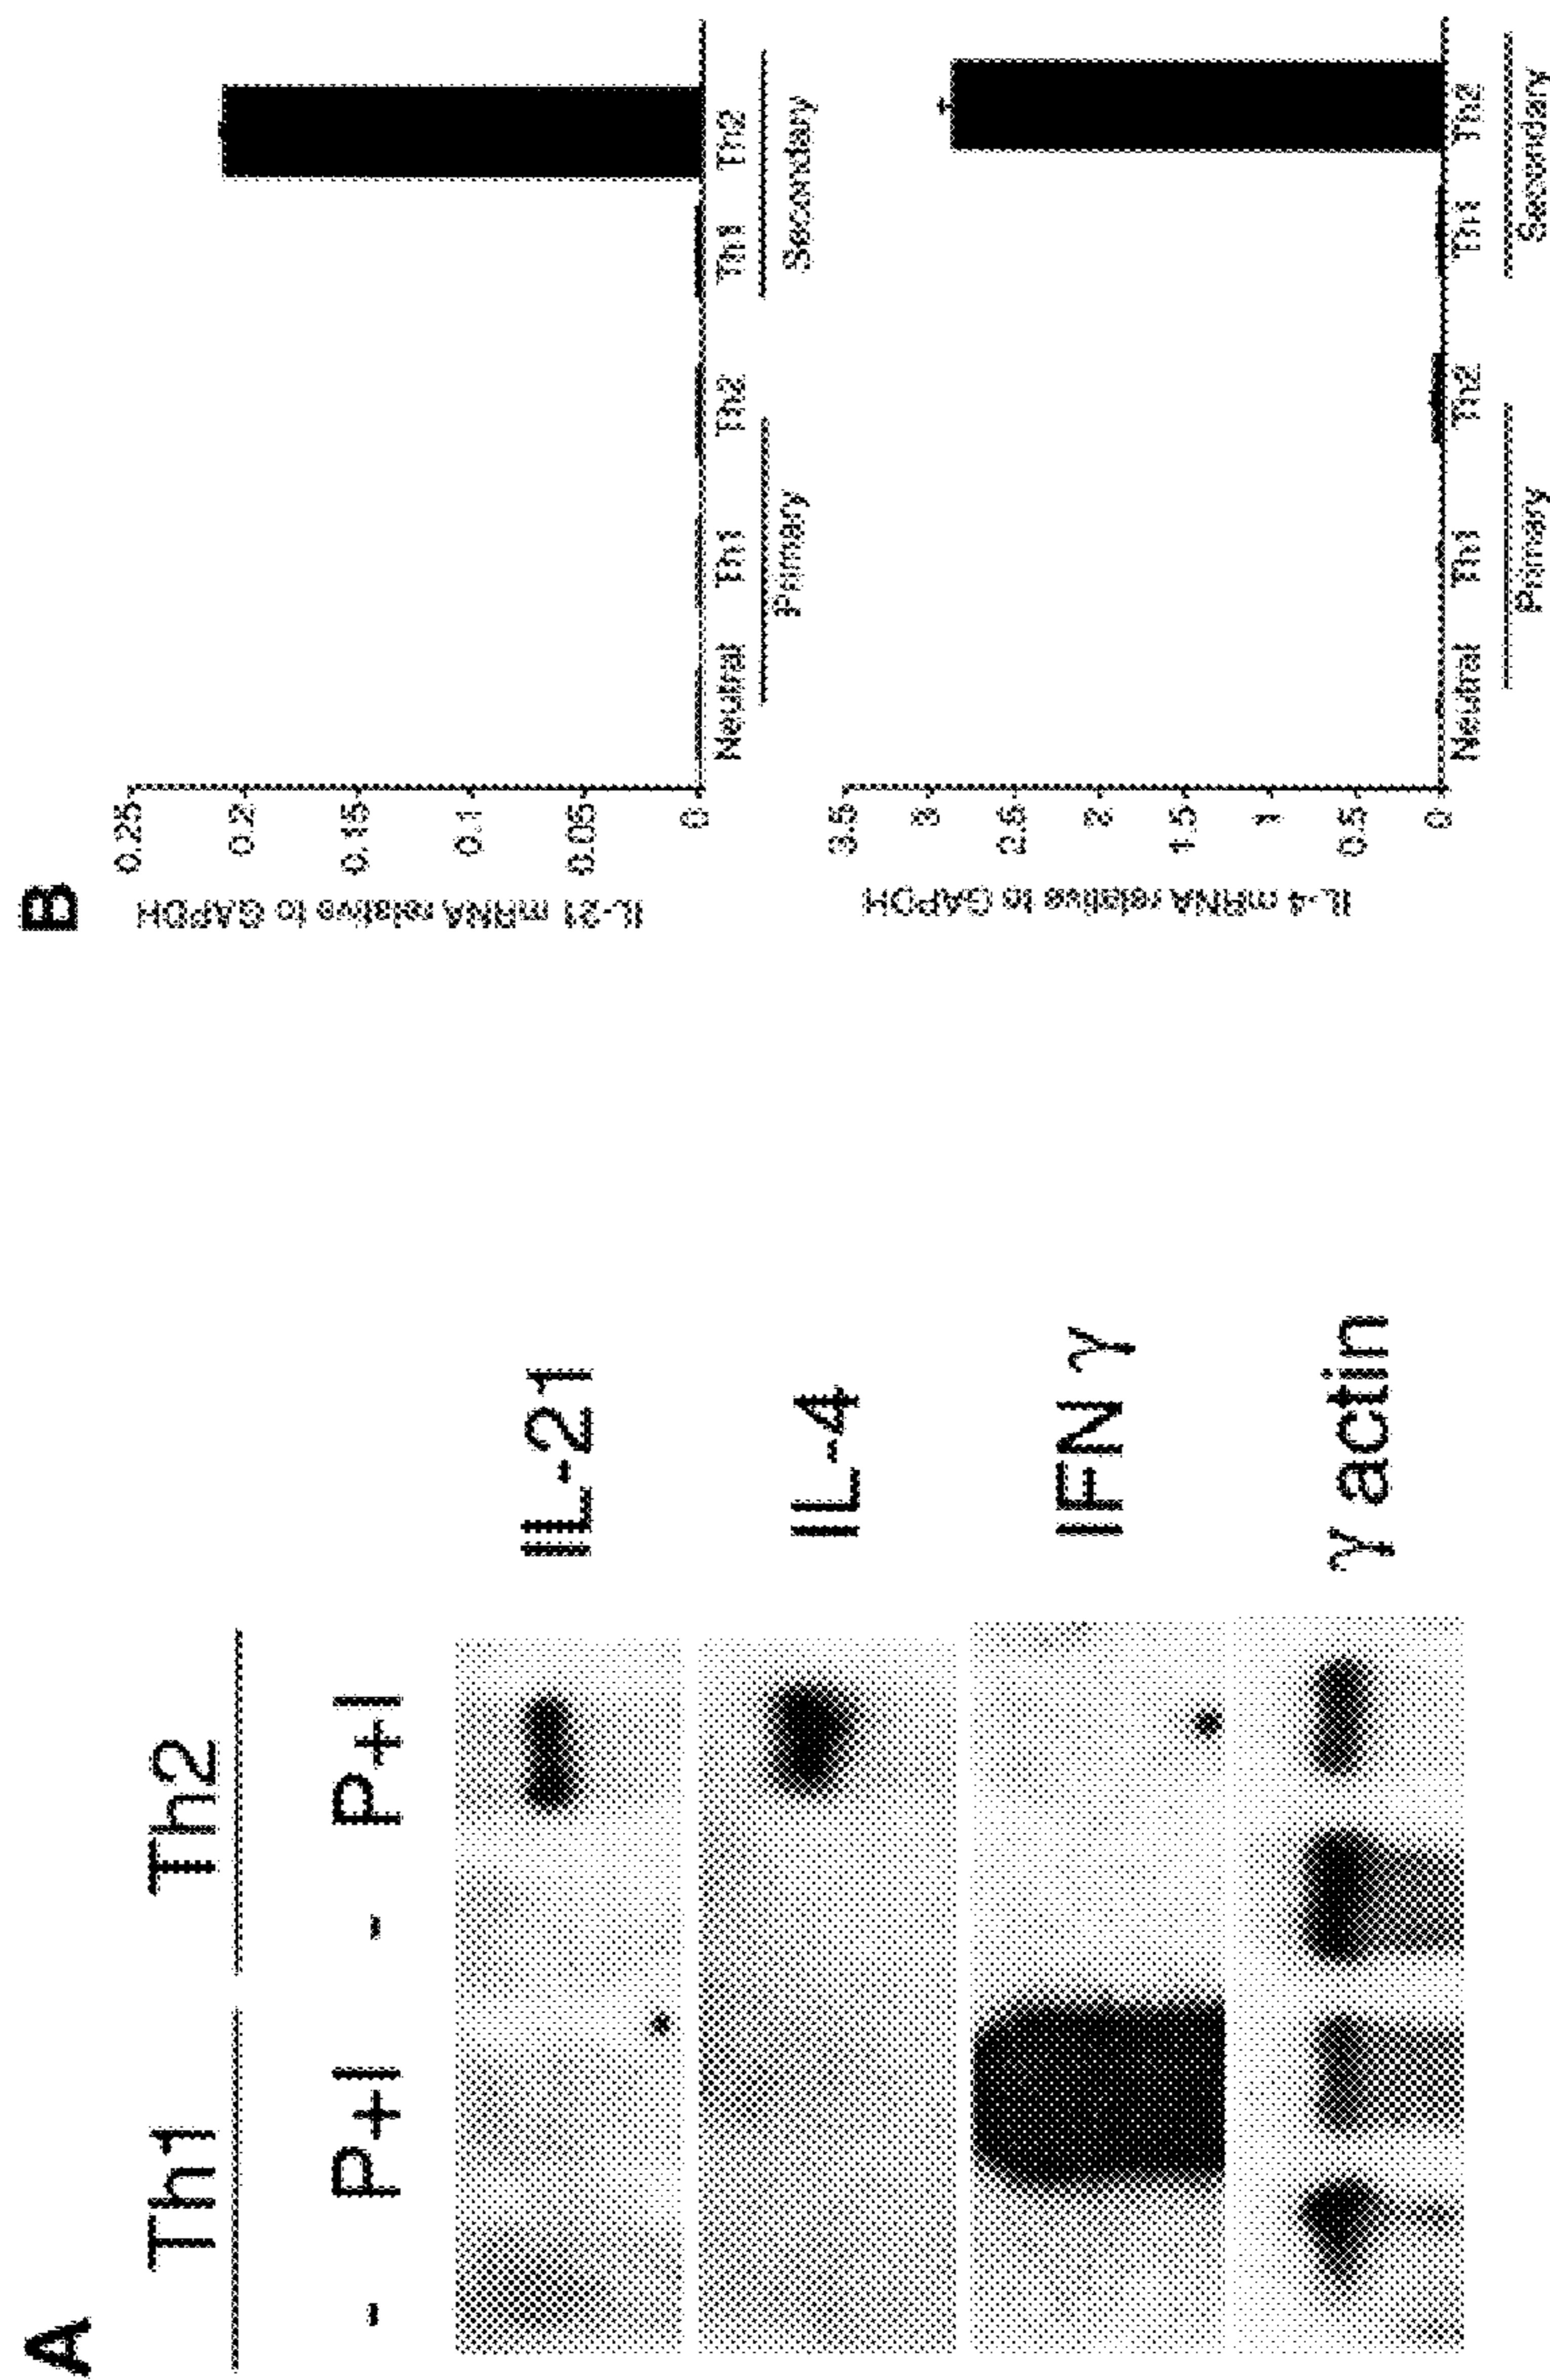 A
Th1 Th2
- P+I - P+I
IL-21
IL-4
IFN γ
γ actin
B
IL-21 mRNA relative to GAPDH
0.25
0.2
0.15
0.1
0.05
0
Neutral Th1 Th2 Th1 Th2
Primary Secondary
IL-4 mRNA relative to GAPDH
3.5
3
2.5
2
1.5
1
0.5
0
Neutral Th1 Th2 Th1 Th2
Primary Secondary